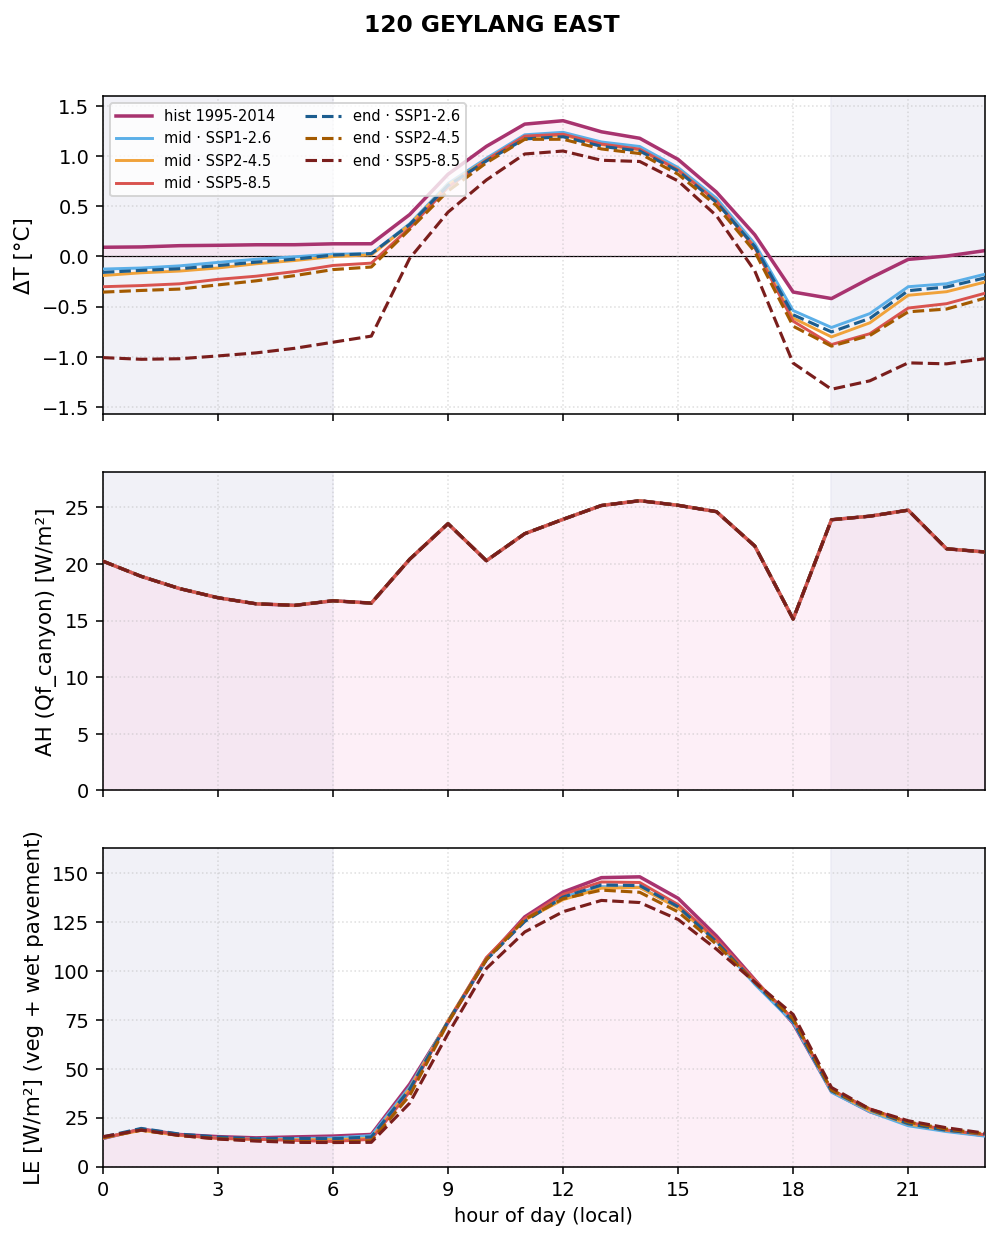 120 GEYLANG EAST
ΔT [°C]
1.5
1.0
0.5
0.0
−0.5
−1.0
−1.5
hist 1995-2014
mid · SSP1-2.6
mid · SSP2-4.5
mid · SSP5-8.5
end · SSP1-2.6
end · SSP2-4.5
end · SSP5-8.5
AH (Qf_canyon) [W/m²]
25
20
15
10
5
0
LE [W/m²] (veg + wet pavement)
150
125
100
75
50
25
0
0 3 6 9 12 15 18 21
hour of day (local)